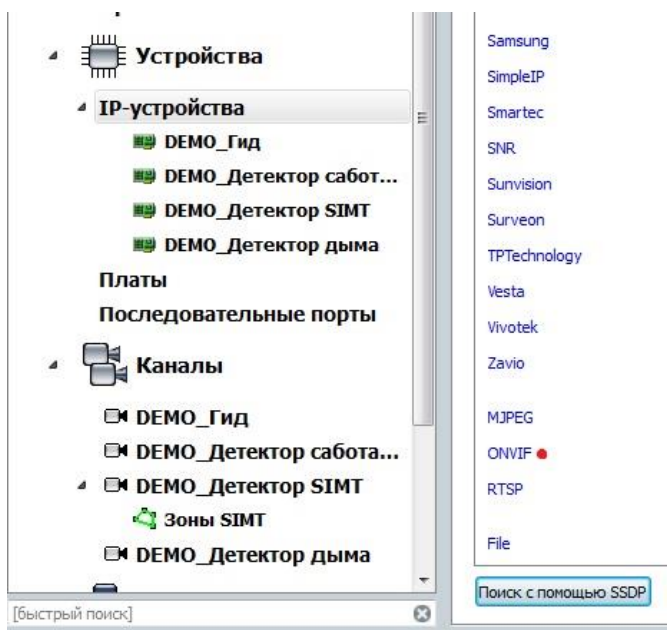 Устройства
IP-устройства
DEMO_Гид
DEMO_Детектор сабот...
DEMO_Детектор SIMT
DEMO_Детектор дыма
Платы
Последовательные порты
Каналы
DEMO_Гид
DEMO_Детектор сабота...
DEMO_Детектор SIMT
Зоны SIMT
DEMO_Детектор дыма
[быстрый поиск]
Samsung
SimpleIP
Smartec
SNR
Sunvision
Surveon
TPTechnology
Vesta
Vivotek
Zavio
MJPEG
ONVIF
RTSP
File
Поиск с помощью SSDP